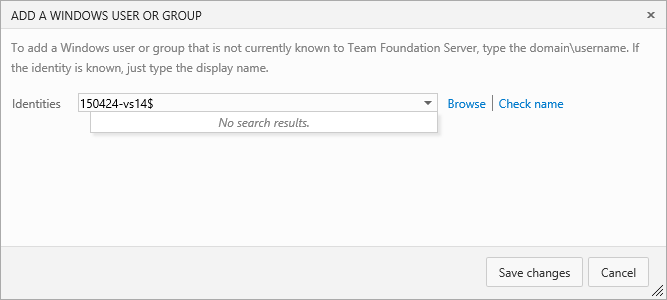 ADD A WINDOWS USER OR GROUP
To add a Windows user or group that is not currently known to Team Foundation Server, type the domain\username. If
the identity is known, just type the display name.
Identities 150424-vs14$ Browse Check name
No search results.
Save changes Cancel